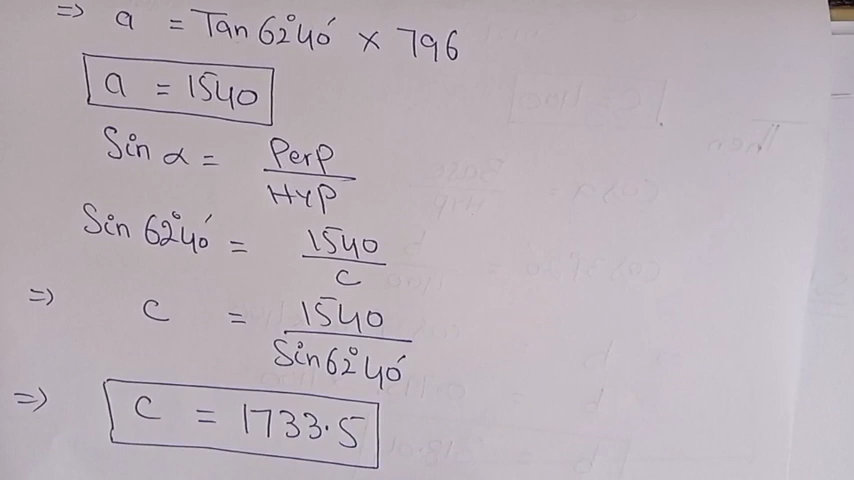 ⇒ a = Tan 62°40' × 796
a = 1540
Sin α = Perp / Hyp
Sin 62°40' = 1540 / c
⇒ c = 1540 / Sin 62°40'
⇒ c = 1733.5